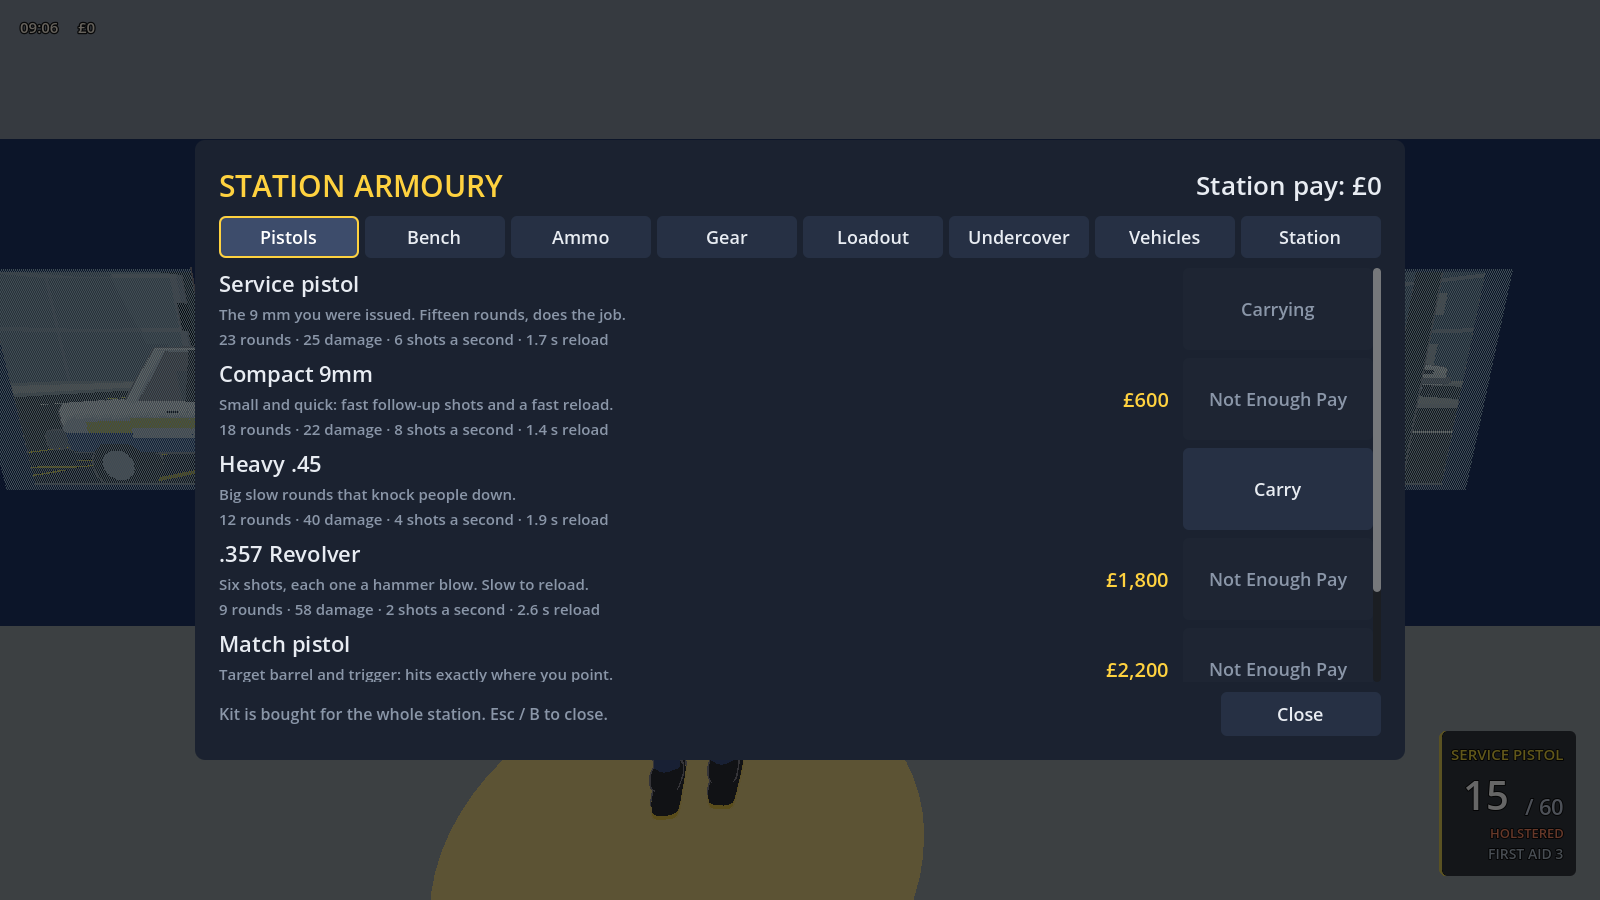 09:06 £0
STATION ARMOURY
Station pay: £0
Pistols Bench Ammo Gear Loadout Undercover Vehicles Station
Service pistol
The 9 mm you were issued. Fifteen rounds, does the job.
23 rounds · 25 damage · 6 shots a second · 1.7 s reload
Carrying
Compact 9mm
Small and quick: fast follow-up shots and a fast reload.
18 rounds · 22 damage · 8 shots a second · 1.4 s reload
£600
Not Enough Pay
Heavy .45
Big slow rounds that knock people down.
12 rounds · 40 damage · 4 shots a second · 1.9 s reload
Carry
.357 Revolver
Six shots, each one a hammer blow. Slow to reload.
9 rounds · 58 damage · 2 shots a second · 2.6 s reload
£1,800
Not Enough Pay
Match pistol
Target barrel and trigger: hits exactly where you point.
£2,200
Not Enough Pay
Kit is bought for the whole station. Esc / B to close.
Close
SERVICE PISTOL
15 / 60
HOLSTERED
FIRST AID 3